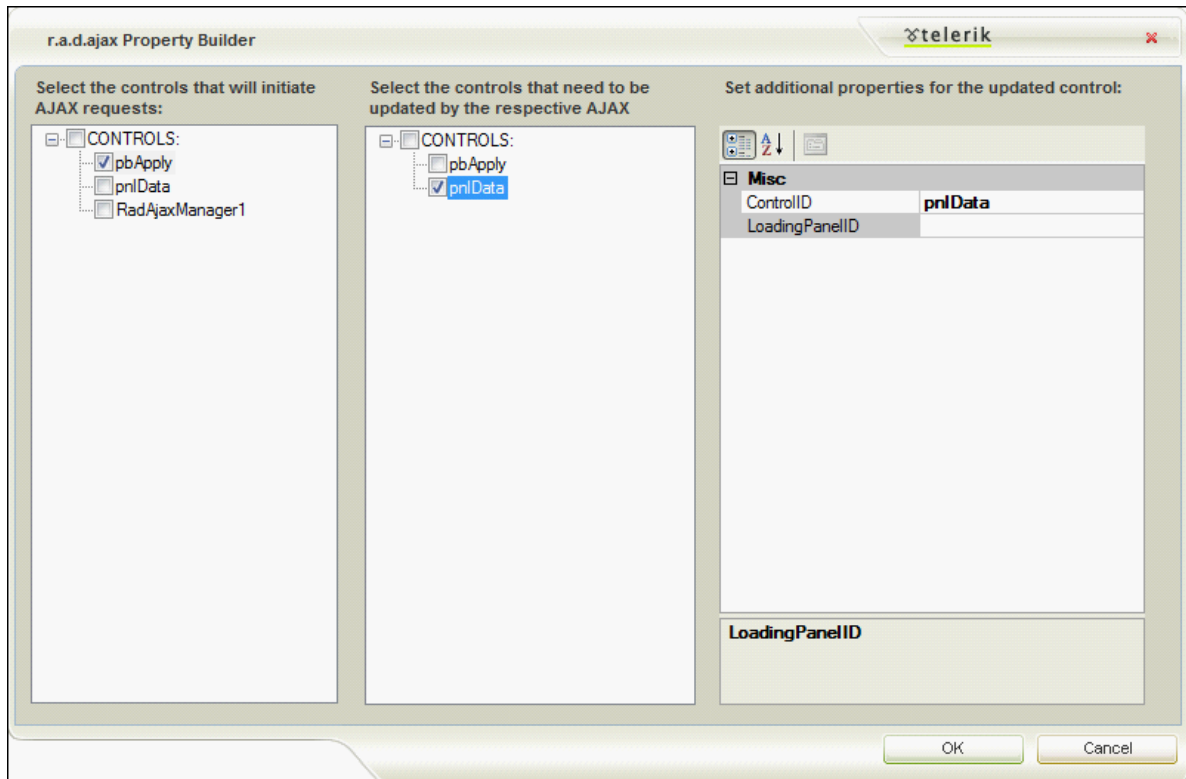 r.a.d.ajax Property Builder
telerik
Select the controls that will initiate
AJAX requests:
CONTROLS:
pbApply
pnlData
RadAjaxManager1
Select the controls that need to be
updated by the respective AJAX
CONTROLS:
pbApply
pnlData
Set additional properties for the updated control:
Misc
ControlID pnlData
LoadingPanelID
LoadingPanelID
OK Cancel